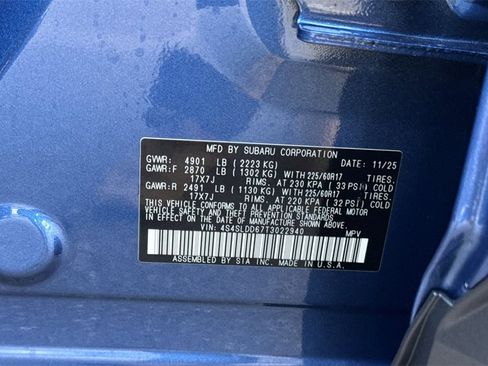 MFD BY SUBARU CORPORATION
GVWR: 4901 LB (2223 KG) DATE: 11/25
GAWR:F 2870 LB (1302 KG) WITH 225/60R17 TIRES.
17X7J RIMS. AT 230 KPA (33 PSI) COLD.
GAWR:R 2491 LB (1130 KG) WITH 225/60R17 TIRES.
17X7J RIMS. AT 220 KPA (32 PSI) COLD.
THIS VEHICLE CONFORMS TO ALL APPLICABLE FEDERAL MOTOR
VEHICLE SAFETY AND THEFT PREVENTION STANDARDS
IN EFFECT ON THE DATE OF MANUFACTURE SHOWN ABOVE.
VIN: 4S4SLDD67T3022940 MPV
ASSEMBLED BY SIA INC. MADE IN U.S.A.